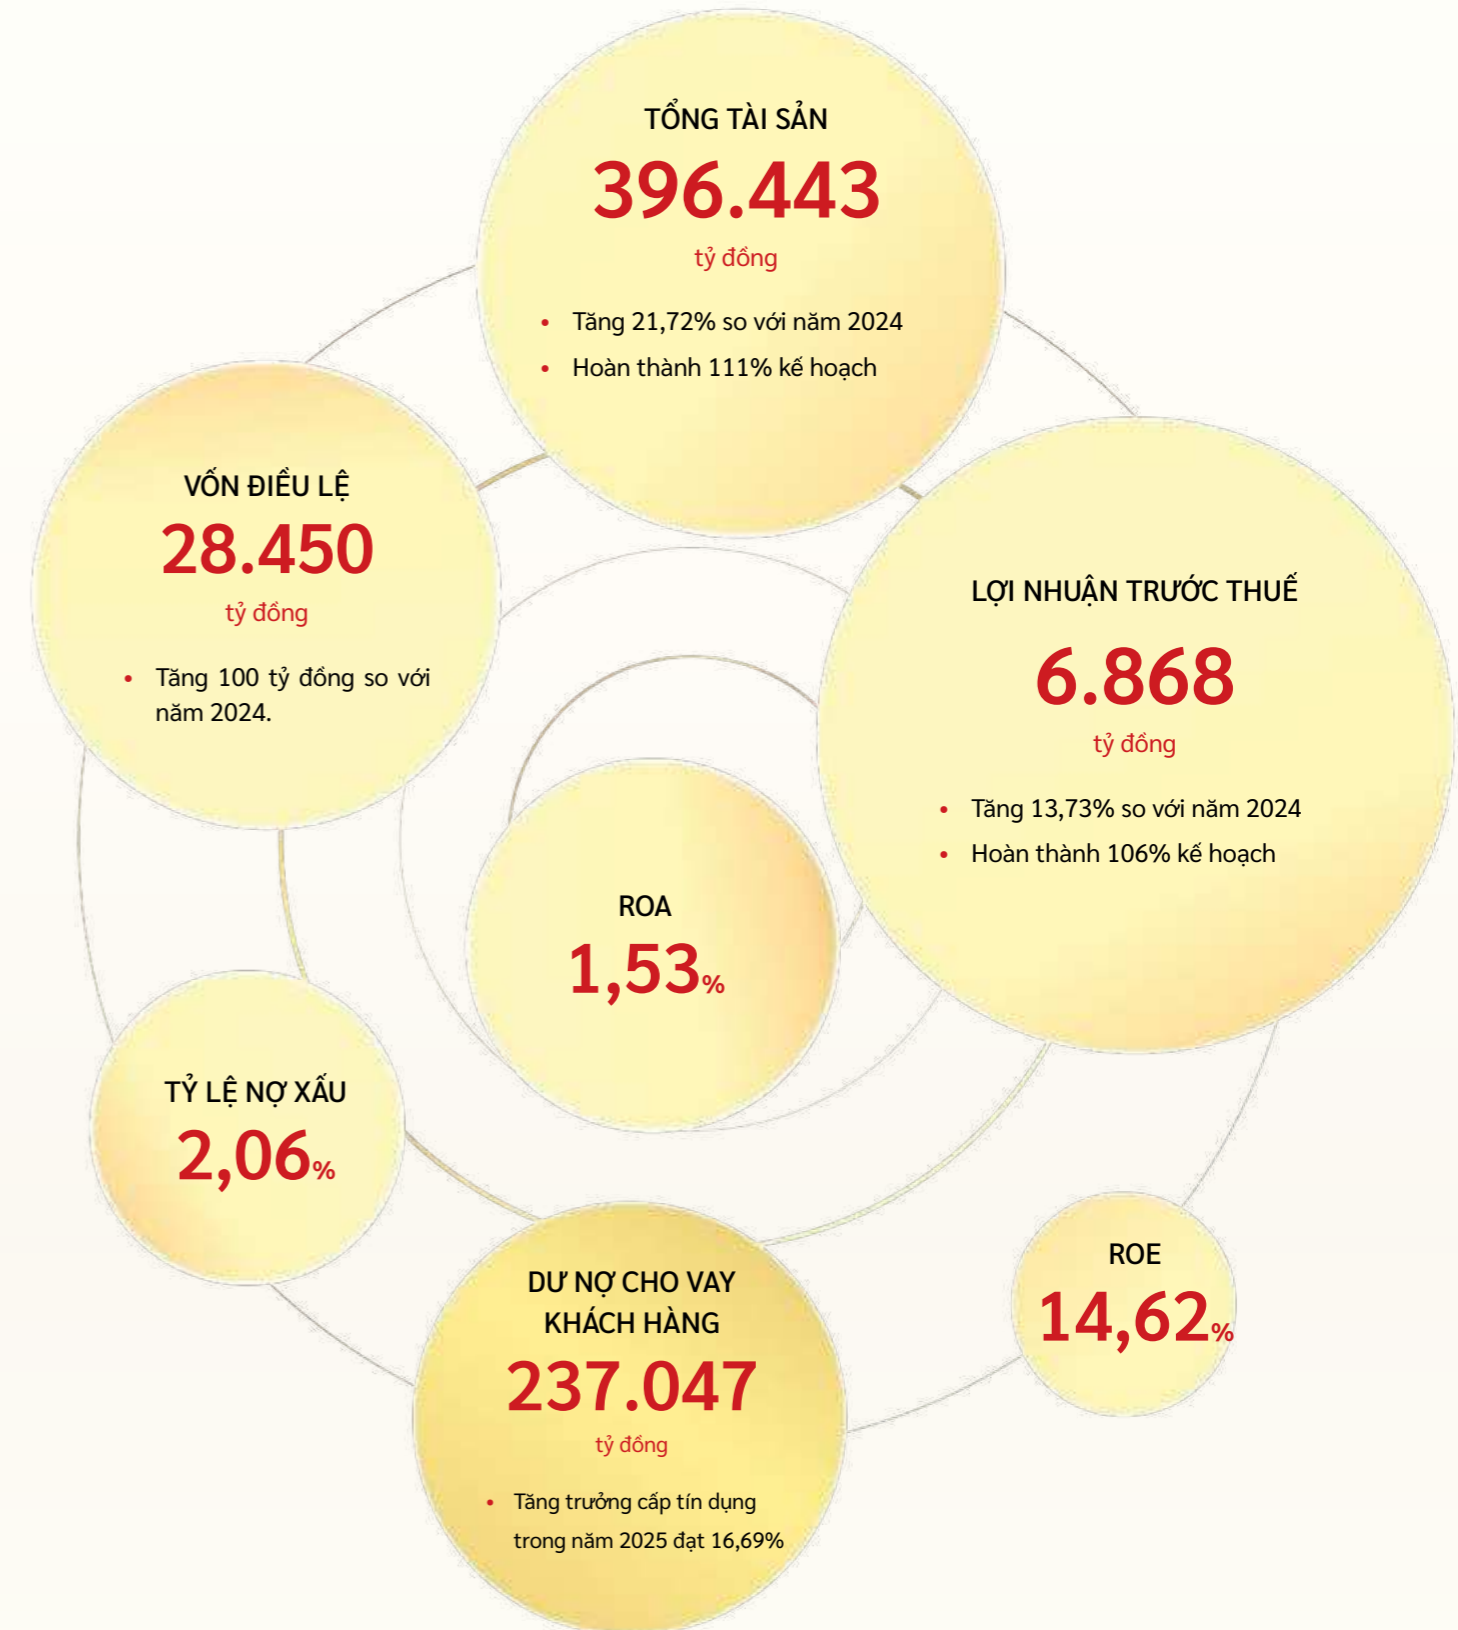 TỔNG TÀI SẢN
396.443
tỷ đồng
• Tăng 21,72% so với năm 2024
• Hoàn thành 111% kế hoạch
VỐN ĐIỀU LỆ
28.450
tỷ đồng
• Tăng 100 tỷ đồng so với
năm 2024.
LỢI NHUẬN TRƯỚC THUẾ
6.868
tỷ đồng
• Tăng 13,73% so với năm 2024
• Hoàn thành 106% kế hoạch
ROA
1,53%
TỶ LỆ NỢ XẤU
2,06%
DƯ NỢ CHO VAY
KHÁCH HÀNG
237.047
tỷ đồng
• Tăng trưởng cấp tín dụng
trong năm 2025 đạt 16,69%
ROE
14,62%